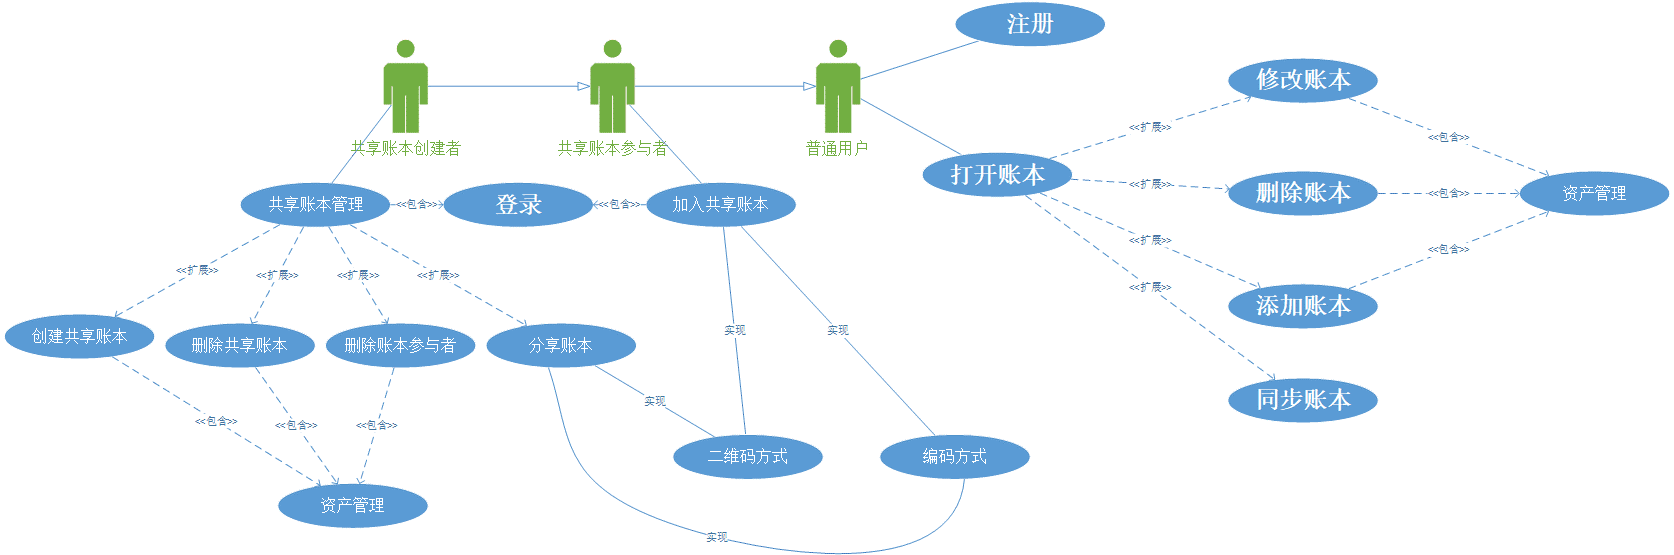 注册
修改账本
共享账本创建者
共享账本参与者
普通用户
<<扩展>>
<<包含>>
打开账本
<<扩展>>
删除账本
<<包含>>
资产管理
共享账本管理
<<包含>>
登录
<<包含>>
加入共享账本
<<扩展>>
<<包含>>
<<扩展>>
<<扩展>>
<<扩展>>
<<扩展>>
<<扩展>>
添加账本
创建共享账本
删除共享账本
删除账本参与者
分享账本
实现
实现
同步账本
实现
<<包含>>
<<包含>>
<<包含>>
二维码方式
编码方式
资产管理
实现